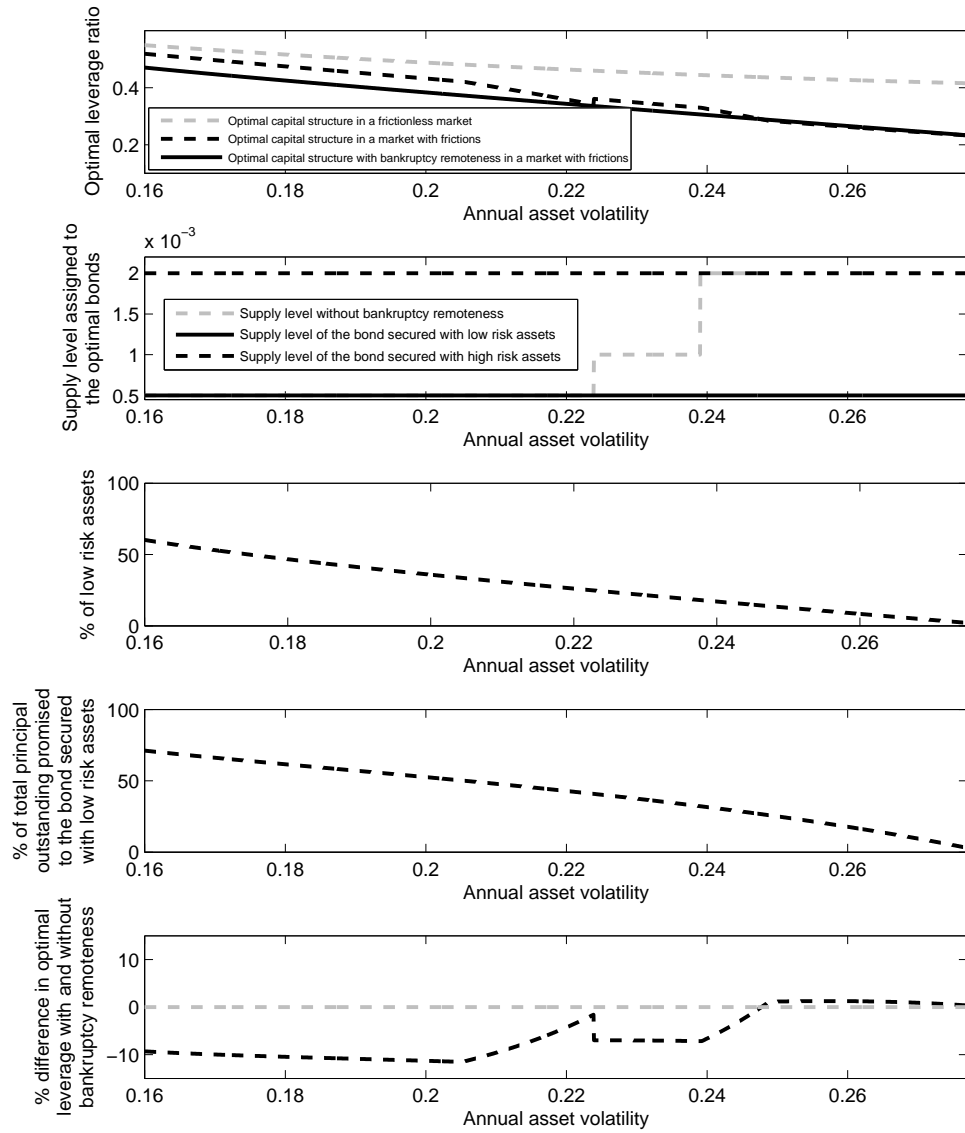 Optimal leverage ratio
0.4
0.2
Optimal capital structure in a frictionless market
Optimal capital structure in a market with frictions
Optimal capital structure with bankruptcy remoteness in a market with frictions
0.16 0.18 0.2 0.22 0.24 0.26
Annual asset volatility
x 10−3
Supply level assigned to
the optimal bonds
2
1.5
1
0.5
Supply level without bankruptcy remoteness
Supply level of the bond secured with low risk assets
Supply level of the bond secured with high risk assets
0.16 0.18 0.2 0.22 0.24 0.26
Annual asset volatility
% of low risk assets
100
50
0
0.16 0.18 0.2 0.22 0.24 0.26
Annual asset volatility
% of total principal
outstanding promised
to the bond secured
with low risk assets
100
50
0
0.16 0.18 0.2 0.22 0.24 0.26
Annual asset volatility
% difference in optimal
leverage with and without
bankruptcy remoteness
10
0
−10
0.16 0.18 0.2 0.22 0.24 0.26
Annual asset volatility